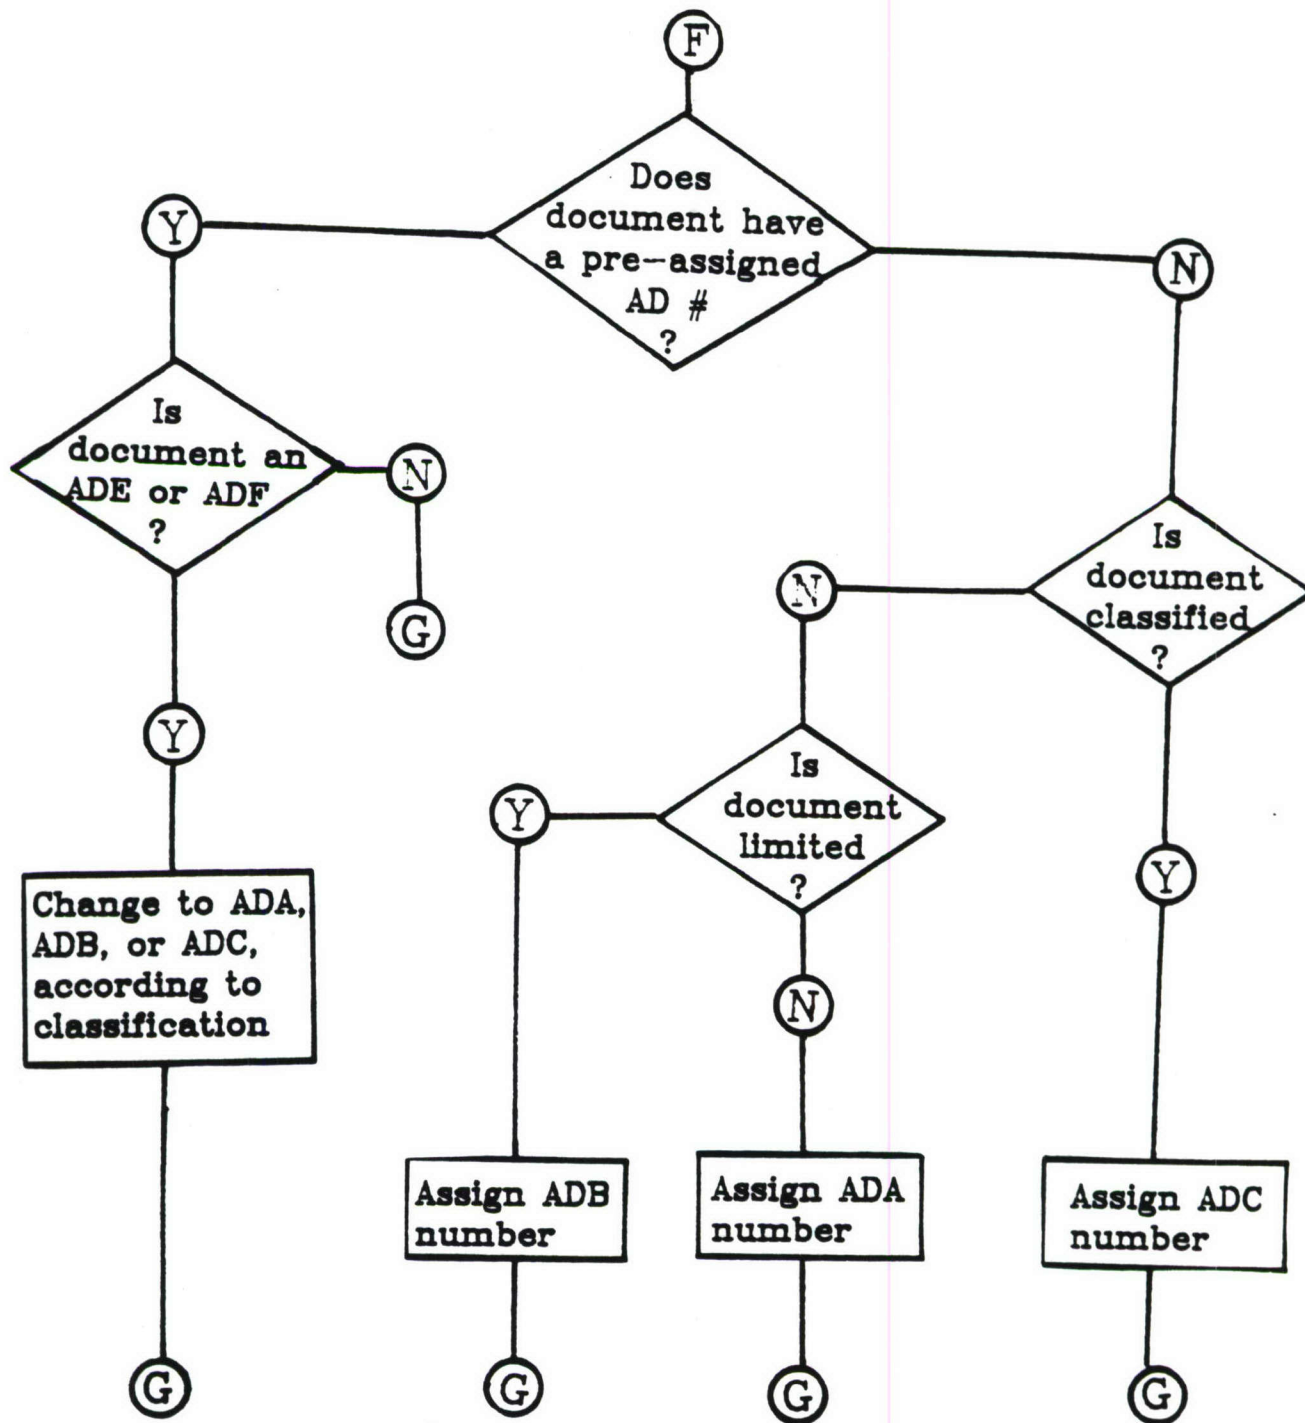 F
Does
document have
a pre-assigned
AD #
?
Y
N
Is
document an
ADE or ADF
?
N
G
Is
document
classified
?
N
Y
Is
document
limited
?
Y
Y
N
Change to ADA,
ADB, or ADC,
according to
classification
Assign ADB
number
Assign ADA
number
Assign ADC
number
G
G
G
G